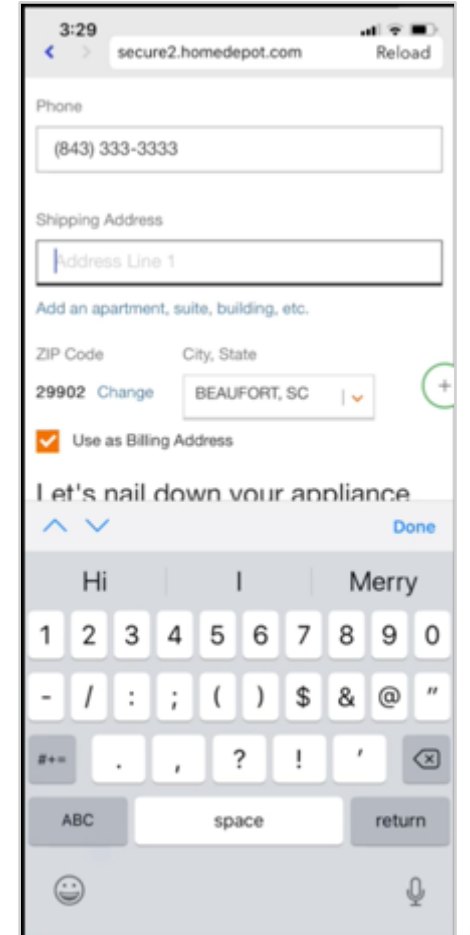 3:29
secure2.homedepot.com Reload
Phone
(843) 333-3333
Shipping Address
Address Line 1
Add an apartment, suite, building, etc.
ZIP Code City, State
29902 Change BEAUFORT, SC
Use as Billing Address
Let's nail down your appliance
Done
Hi I Merry
1 2 3 4 5 6 7 8 9 0
- / : ; ( ) $ & @ "
#+= . , ? ! '
ABC space return